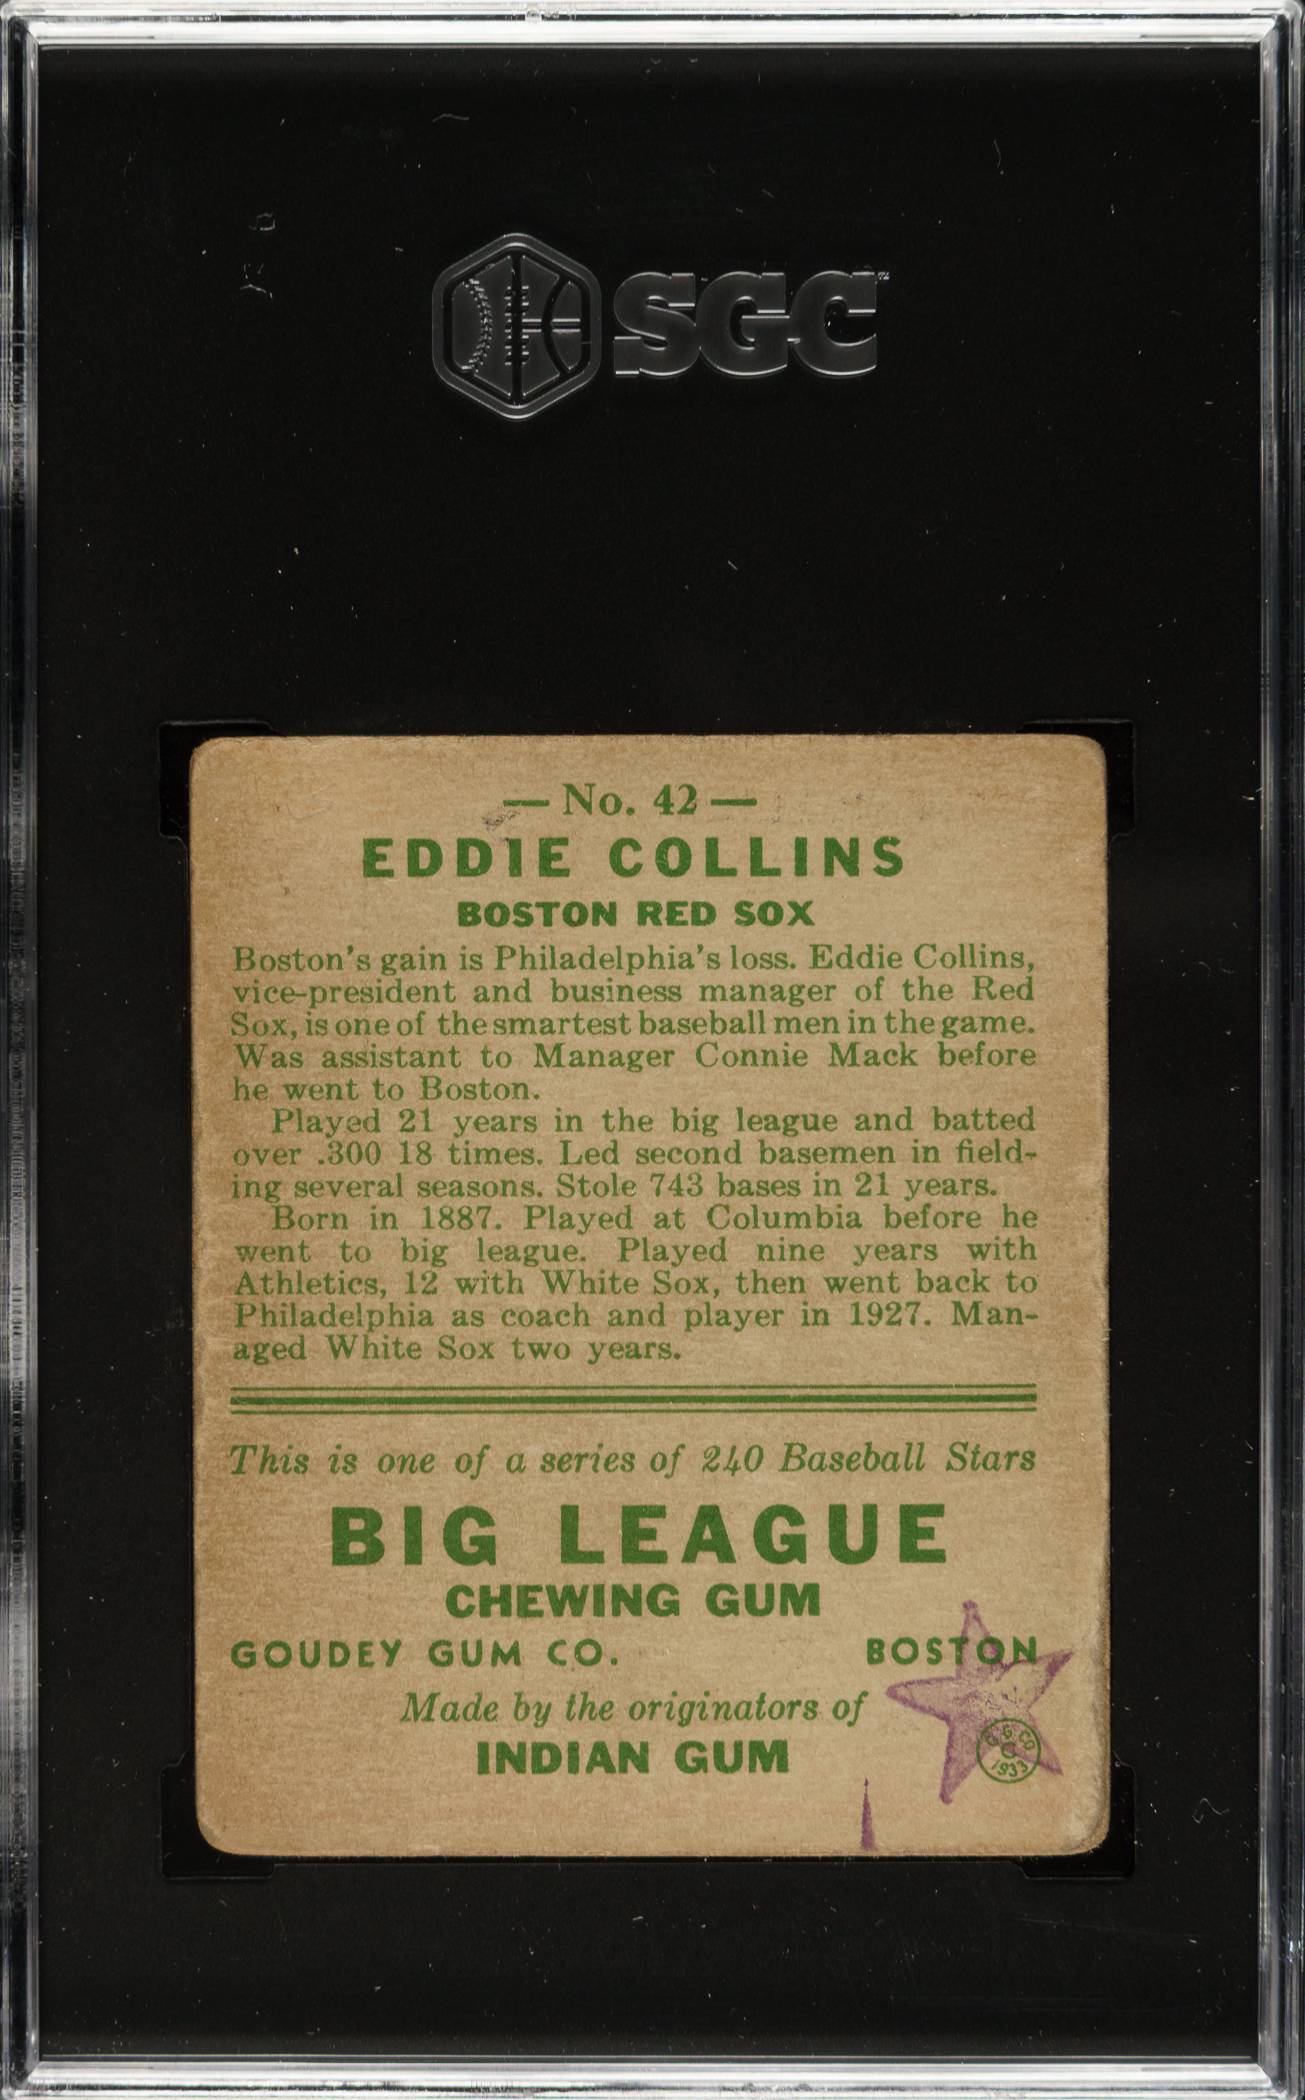 SGC
— No. 42 —
EDDIE COLLINS
BOSTON RED SOX
Boston's gain is Philadelphia's loss. Eddie Collins,
vice-president and business manager of the Red
Sox, is one of the smartest baseball men in the game.
Was assistant to Manager Connie Mack before
he went to Boston.
Played 21 years in the big league and batted
over .300 18 times. Led second basemen in field-
ing several seasons. Stole 743 bases in 21 years.
Born in 1887. Played at Columbia before he
went to big league. Played nine years with
Athletics, 12 with White Sox, then went back to
Philadelphia as coach and player in 1927. Man-
aged White Sox two years.
This is one of a series of 240 Baseball Stars
BIG LEAGUE
CHEWING GUM
GOUDEY GUM CO. BOSTON
Made by the originators of
INDIAN GUM
G. G. CO
C
1933